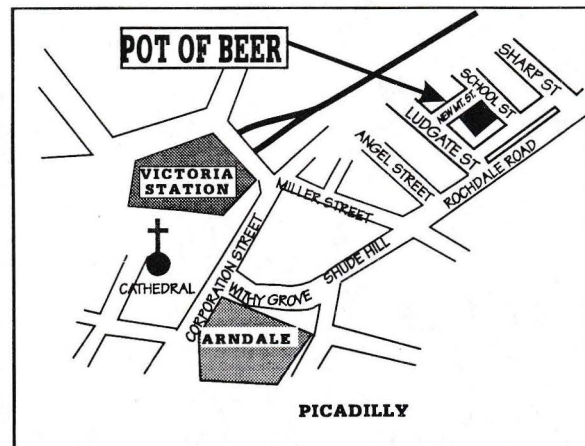 POT OF BEER
SHARP ST
SCHOOL ST
NEW MT. ST.
LUDGATE ST
ANGEL STREET
ROCHDALE ROAD
VICTORIA
STATION
MILLER STREET
SHUDE HILL
CATHEDRAL
CORPORATION STREET
WITHY GROVE
ARNDALE
PICADILLY